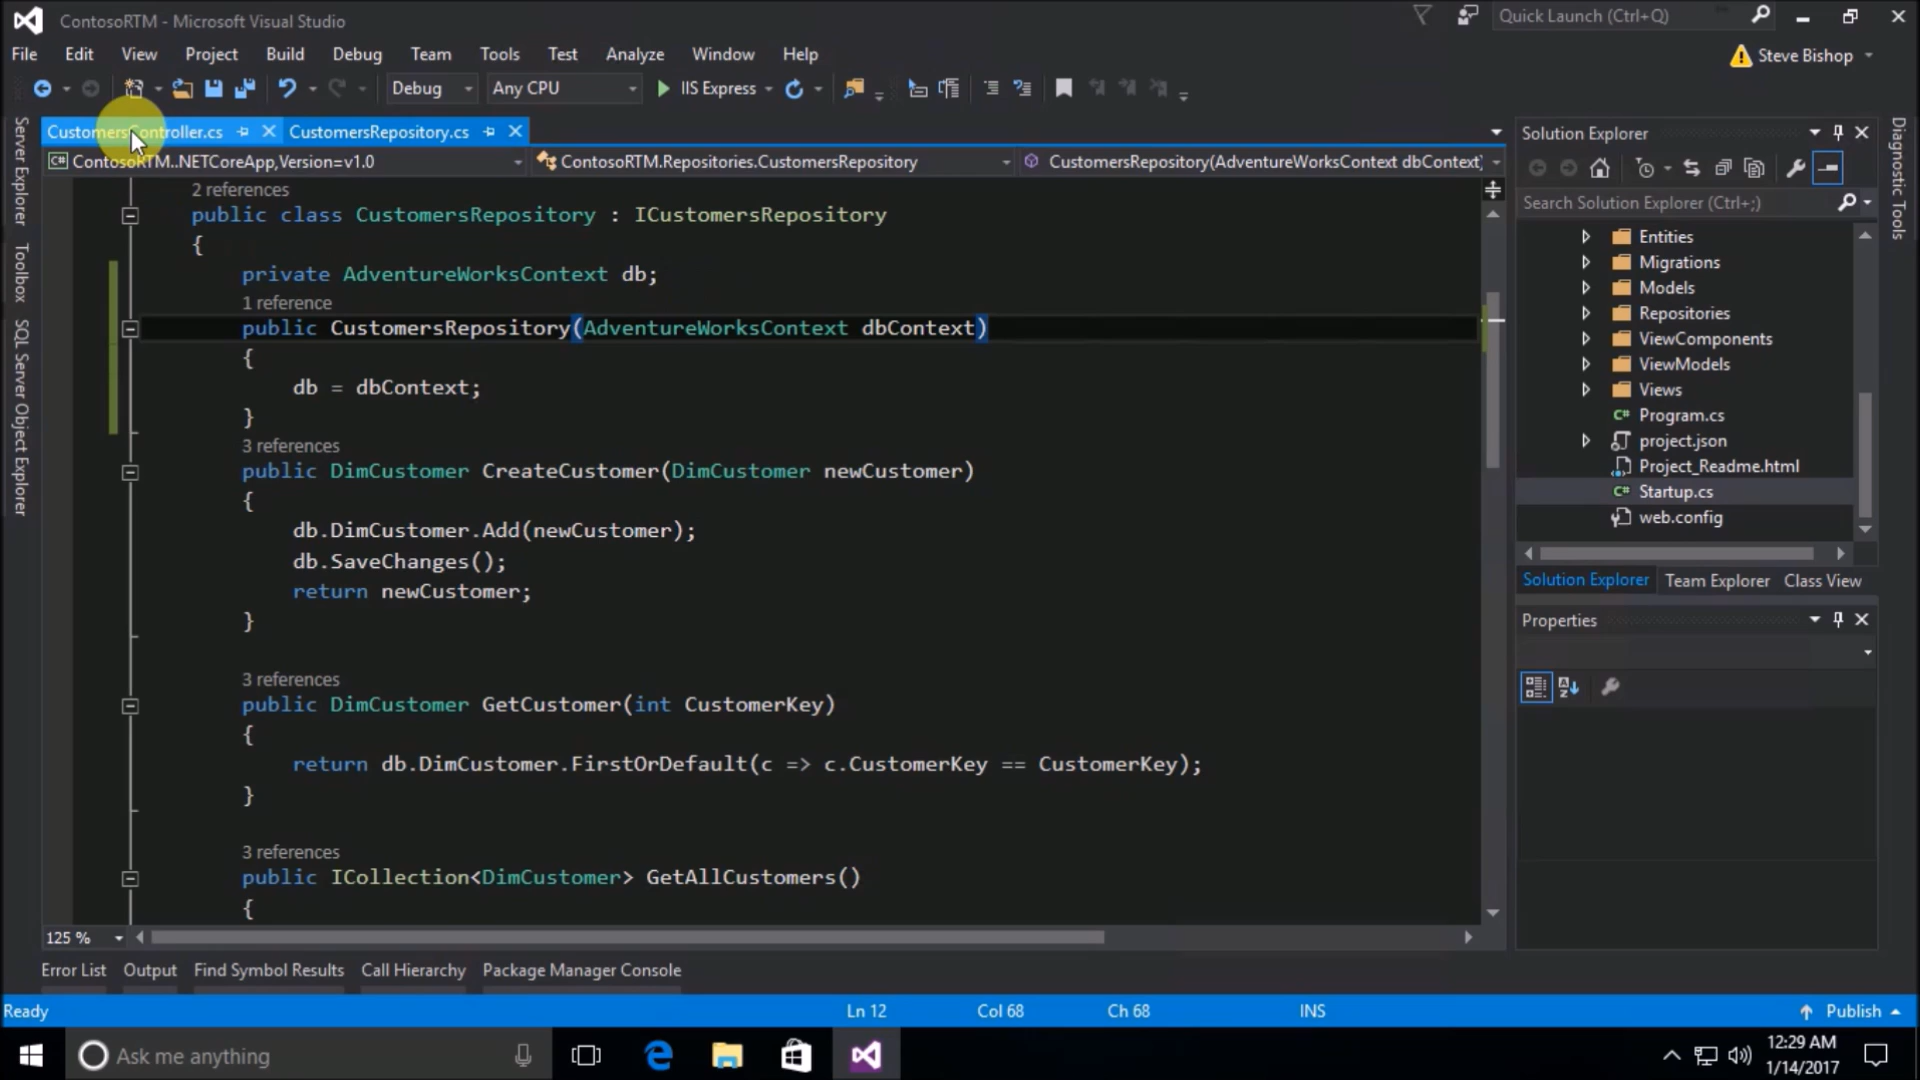 ContosoRTM - Microsoft Visual Studio
Quick Launch (Ctrl+Q)
File Edit View Project Build Debug Team Tools Test Analyze Window Help
Steve Bishop
Debug Any CPU IIS Express
CustomersController.cs CustomersRepository.cs
ContosoRTM..NETCoreApp,Version=v1.0 ContosoRTM.Repositories.CustomersRepository CustomersRepository(AdventureWorksContext dbContext)
2 references
public class CustomersRepository : ICustomersRepository
{
private AdventureWorksContext db;
1 reference
public CustomersRepository(AdventureWorksContext dbContext)
{
db = dbContext;
}
3 references
public DimCustomer CreateCustomer(DimCustomer newCustomer)
{
db.DimCustomer.Add(newCustomer);
db.SaveChanges();
return newCustomer;
}
3 references
public DimCustomer GetCustomer(int CustomerKey)
{
return db.DimCustomer.FirstOrDefault(c => c.CustomerKey == CustomerKey);
}
3 references
public ICollection<DimCustomer> GetAllCustomers()
{
125 %
Server Explorer
Toolbox
SQL Server Object Explorer
Solution Explorer
Search Solution Explorer (Ctrl+;)
Entities
Migrations
Models
Repositories
ViewComponents
ViewModels
Views
C# Program.cs
project.json
Project_Readme.html
C# Startup.cs
web.config
Solution Explorer Team Explorer Class View
Properties
Diagnostic Tools
Error List Output Find Symbol Results Call Hierarchy Package Manager Console
Ready Ln 12 Col 68 Ch 68 INS Publish
Ask me anything
12:29 AM
1/14/2017